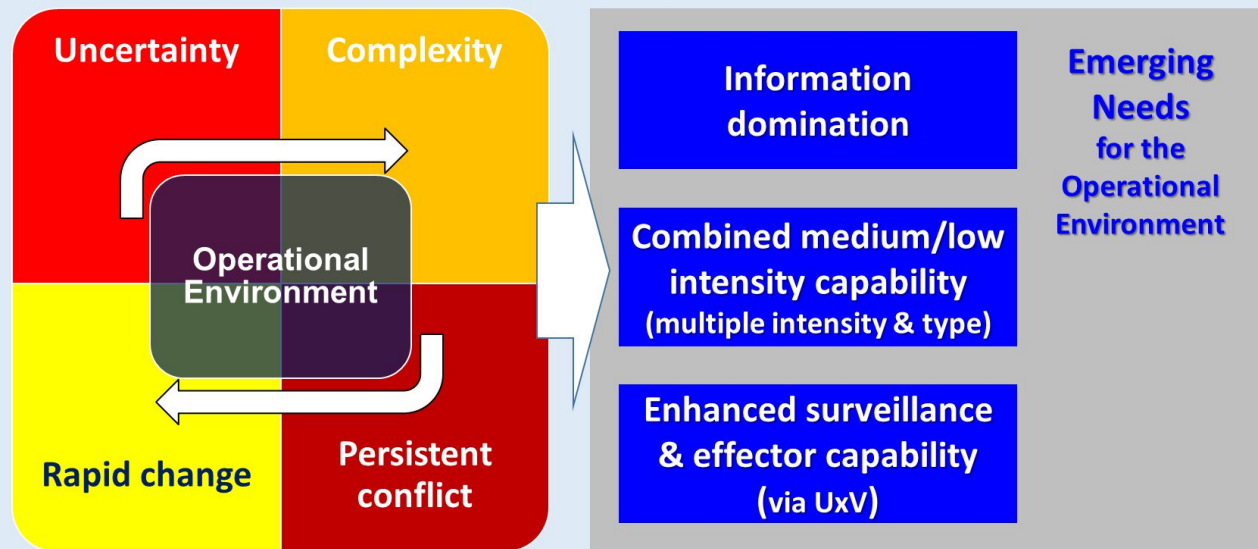 Uncertainty
Complexity
Operational
Environment
Rapid change
Persistent
conflict
Information
domination
Combined medium/low
intensity capability
(multiple intensity & type)
Enhanced surveillance
& effector capability
(via UxV)
Emerging
Needs
for the
Operational
Environment